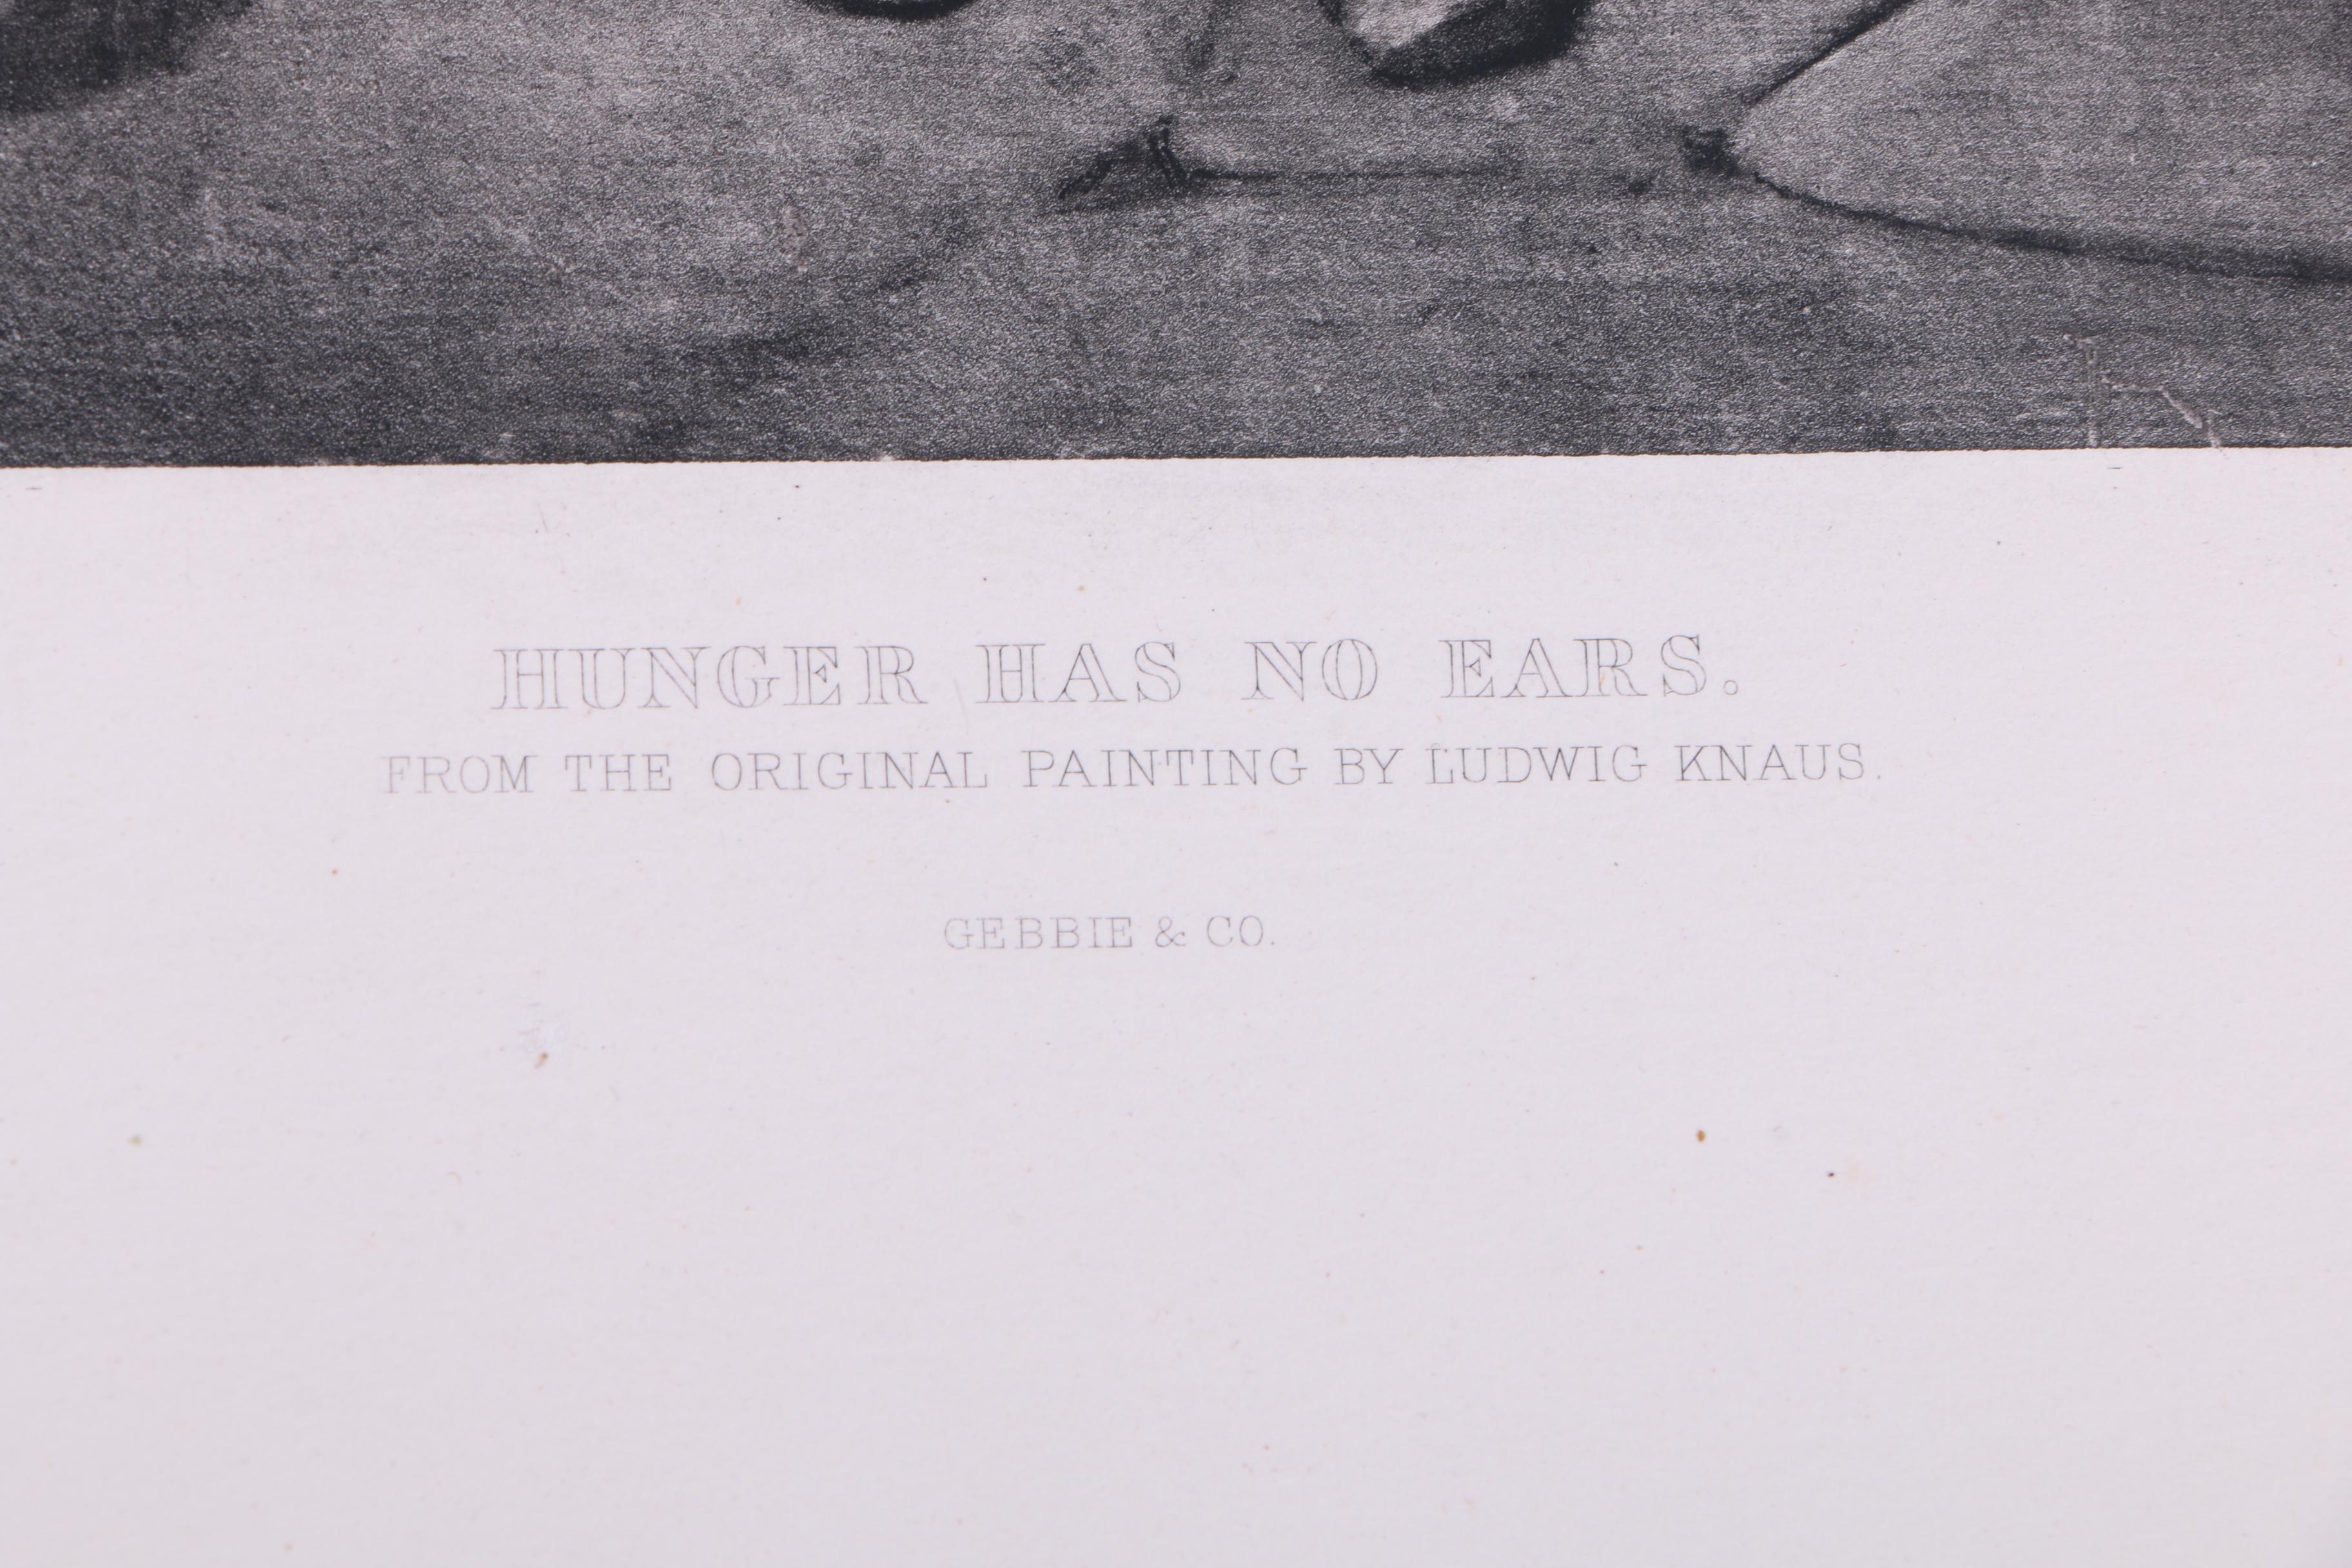 HUNGER HAS NO EARS.
FROM THE ORIGINAL PAINTING BY LUDWIG KNAUS.
GEBBIE & CO.